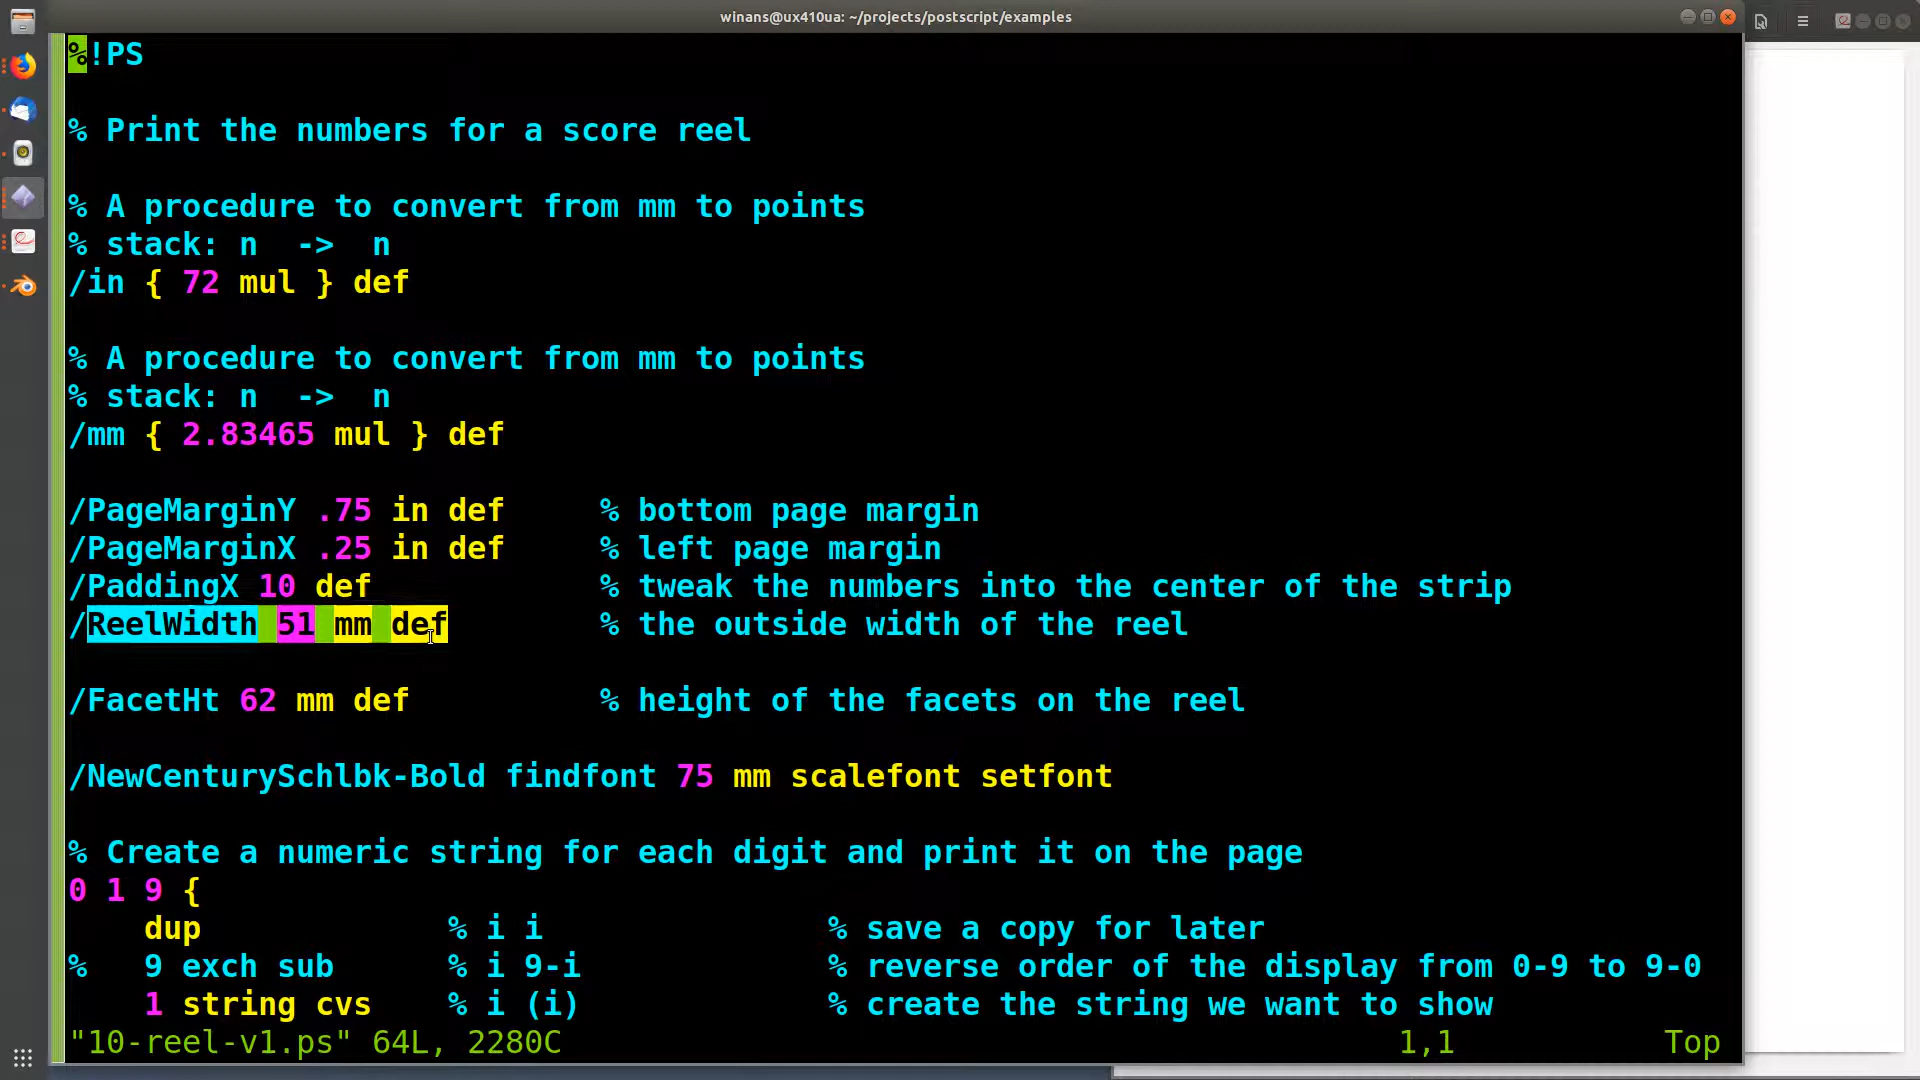 winans@ux410ua: ~/projects/postscript/examples
%!PS
% Print the numbers for a score reel
% A procedure to convert from mm to points
% stack: n  ->  n
/in { 72 mul } def
% A procedure to convert from mm to points
% stack: n  ->  n
/mm { 2.83465 mul } def
/PageMarginY .75 in def     % bottom page margin
/PageMarginX .25 in def     % left page margin
/PaddingX 10 def            % tweak the numbers into the center of the strip
/ReelWidth 51 mm def        % the outside width of the reel
/FacetHt 62 mm def          % height of the facets on the reel
/NewCenturySchlbk-Bold findfont 75 mm scalefont setfont
% Create a numeric string for each digit and print it on the page
0 1 9 {
    dup             % i i               % save a copy for later
%   9 exch sub      % i 9-i             % reverse order of the display from 0-9 to 9-0
    1 string cvs    % i (i)             % create the string we want to show
"10-reel-v1.ps" 64L, 2280C                                            1,1           Top